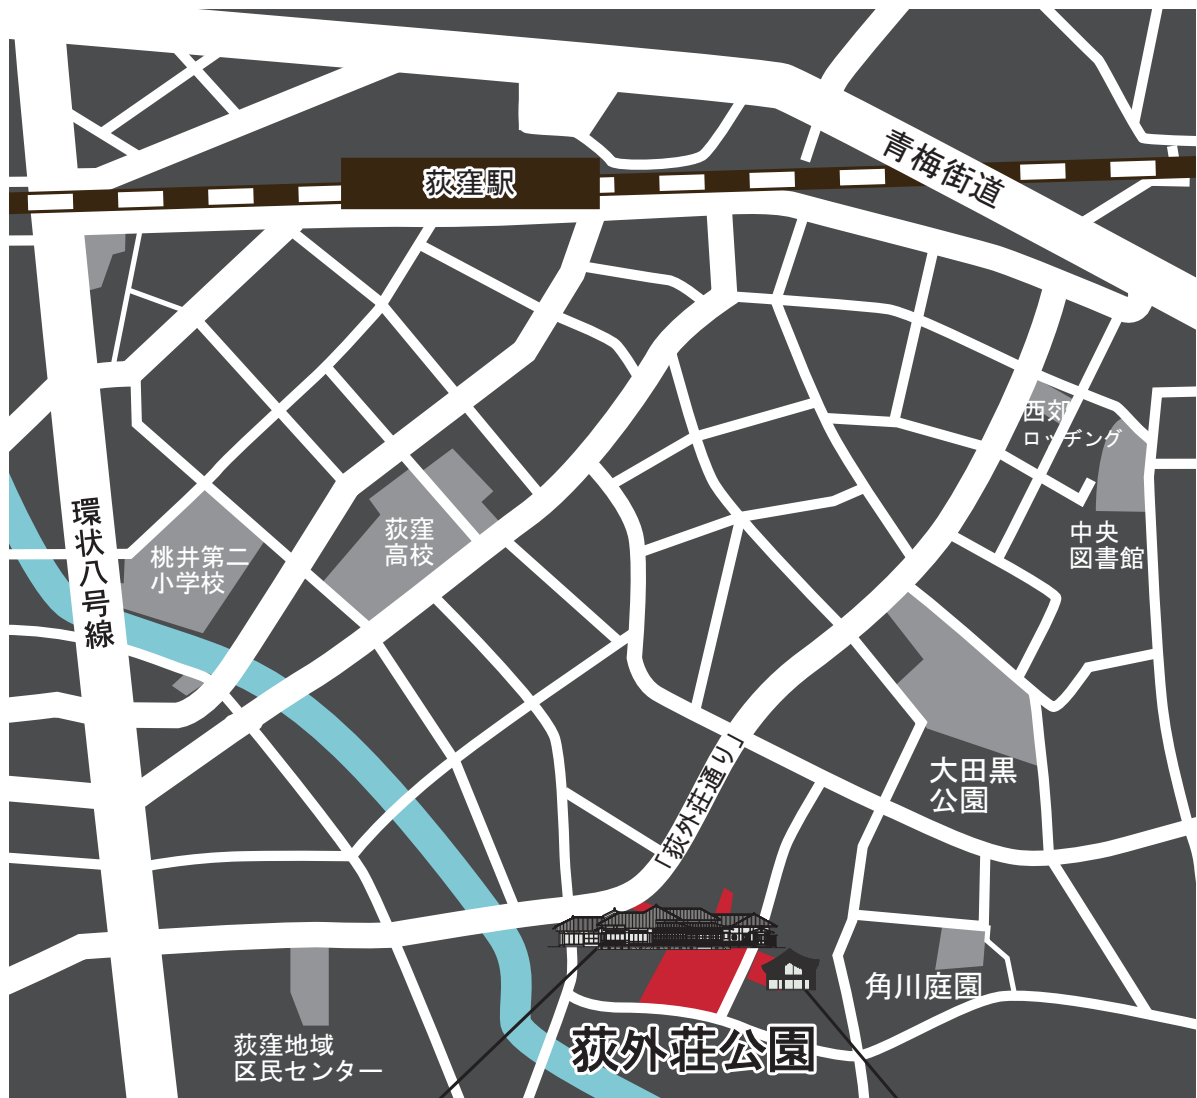 青梅街道
荻窪駅
西郊
ロッヂング
環状八号線
荻窪
高校
中央
図書館
桃井第二
小学校
「荻外荘通り」
大田黒
公園
角川庭園
荻外荘公園
荻窪地域
区民センター